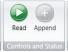 Read Append
Controls and Status